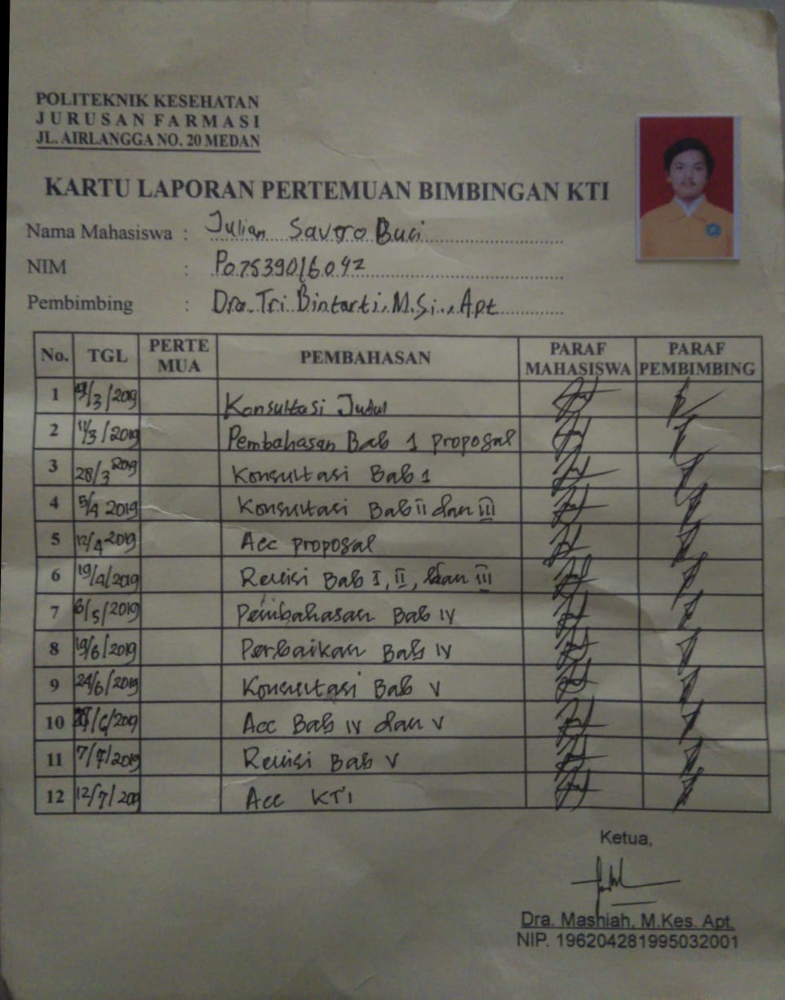 POLITEKNIK KESEHATAN
JURUSAN FARMASI
JL. AIRLANGGA NO. 20 MEDAN
KARTU LAPORAN PERTEMUAN BIMBINGAN KTI
Nama Mahasiswa : Julian Savoro Buci
NIM : P07539016042
Pembimbing : Dra. Tri Bintarti, M.Si., Apt
No. TGL PERTE MUA PEMBAHASAN PARAF MAHASISWA PARAF PEMBIMBING
1 /3/2019 Konsultasi Judul
2 11/3/2019 Pembahasan Bab 1 proposal
3 28/3 2019 Konsultasi Bab 1
4 5/4 2019 Konsultasi Bab II dan III
5 12/4-2019 Acc proposal
6 19/4/2019 Revisi Bab I, II, dan III
7 6/5/2019 Pembahasan Bab IV
8 19/6/2019 Perbaikan Bab IV
9 24/6/2019 Konsultasi Bab V
10 /6/2019 Acc Bab IV dan V
11 7/7/2019 Revisi Bab V
12 12/7/209 Acc KTI
Ketua,
Dra. Mashiah, M.Kes. Apt.
NIP. 196204281995032001